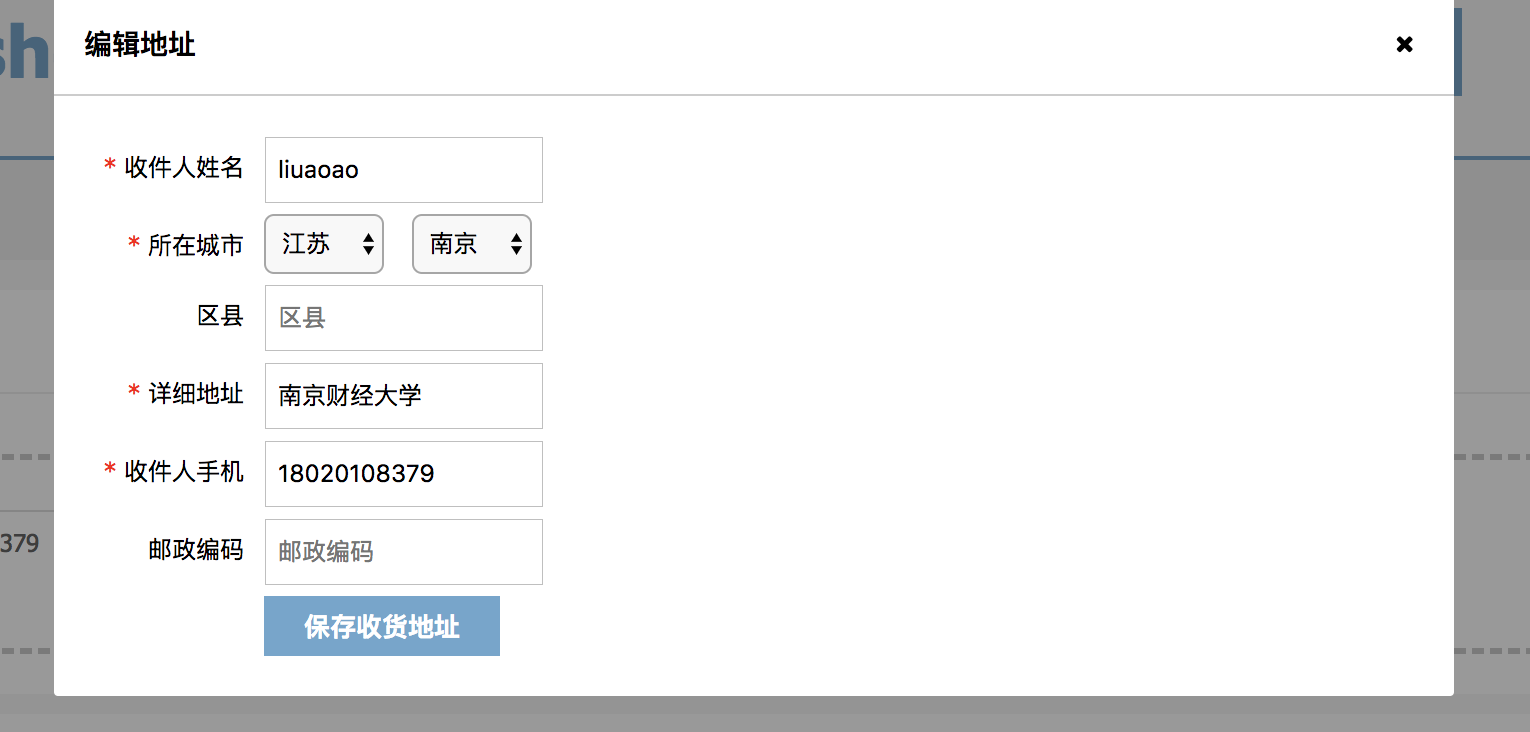 sh
编辑地址
✖
* 收件人姓名 liuaoao
* 所在城市 江苏 南京
区县 区县
* 详细地址 南京财经大学
* 收件人手机 18020108379
379
邮政编码 邮政编码
保存收货地址